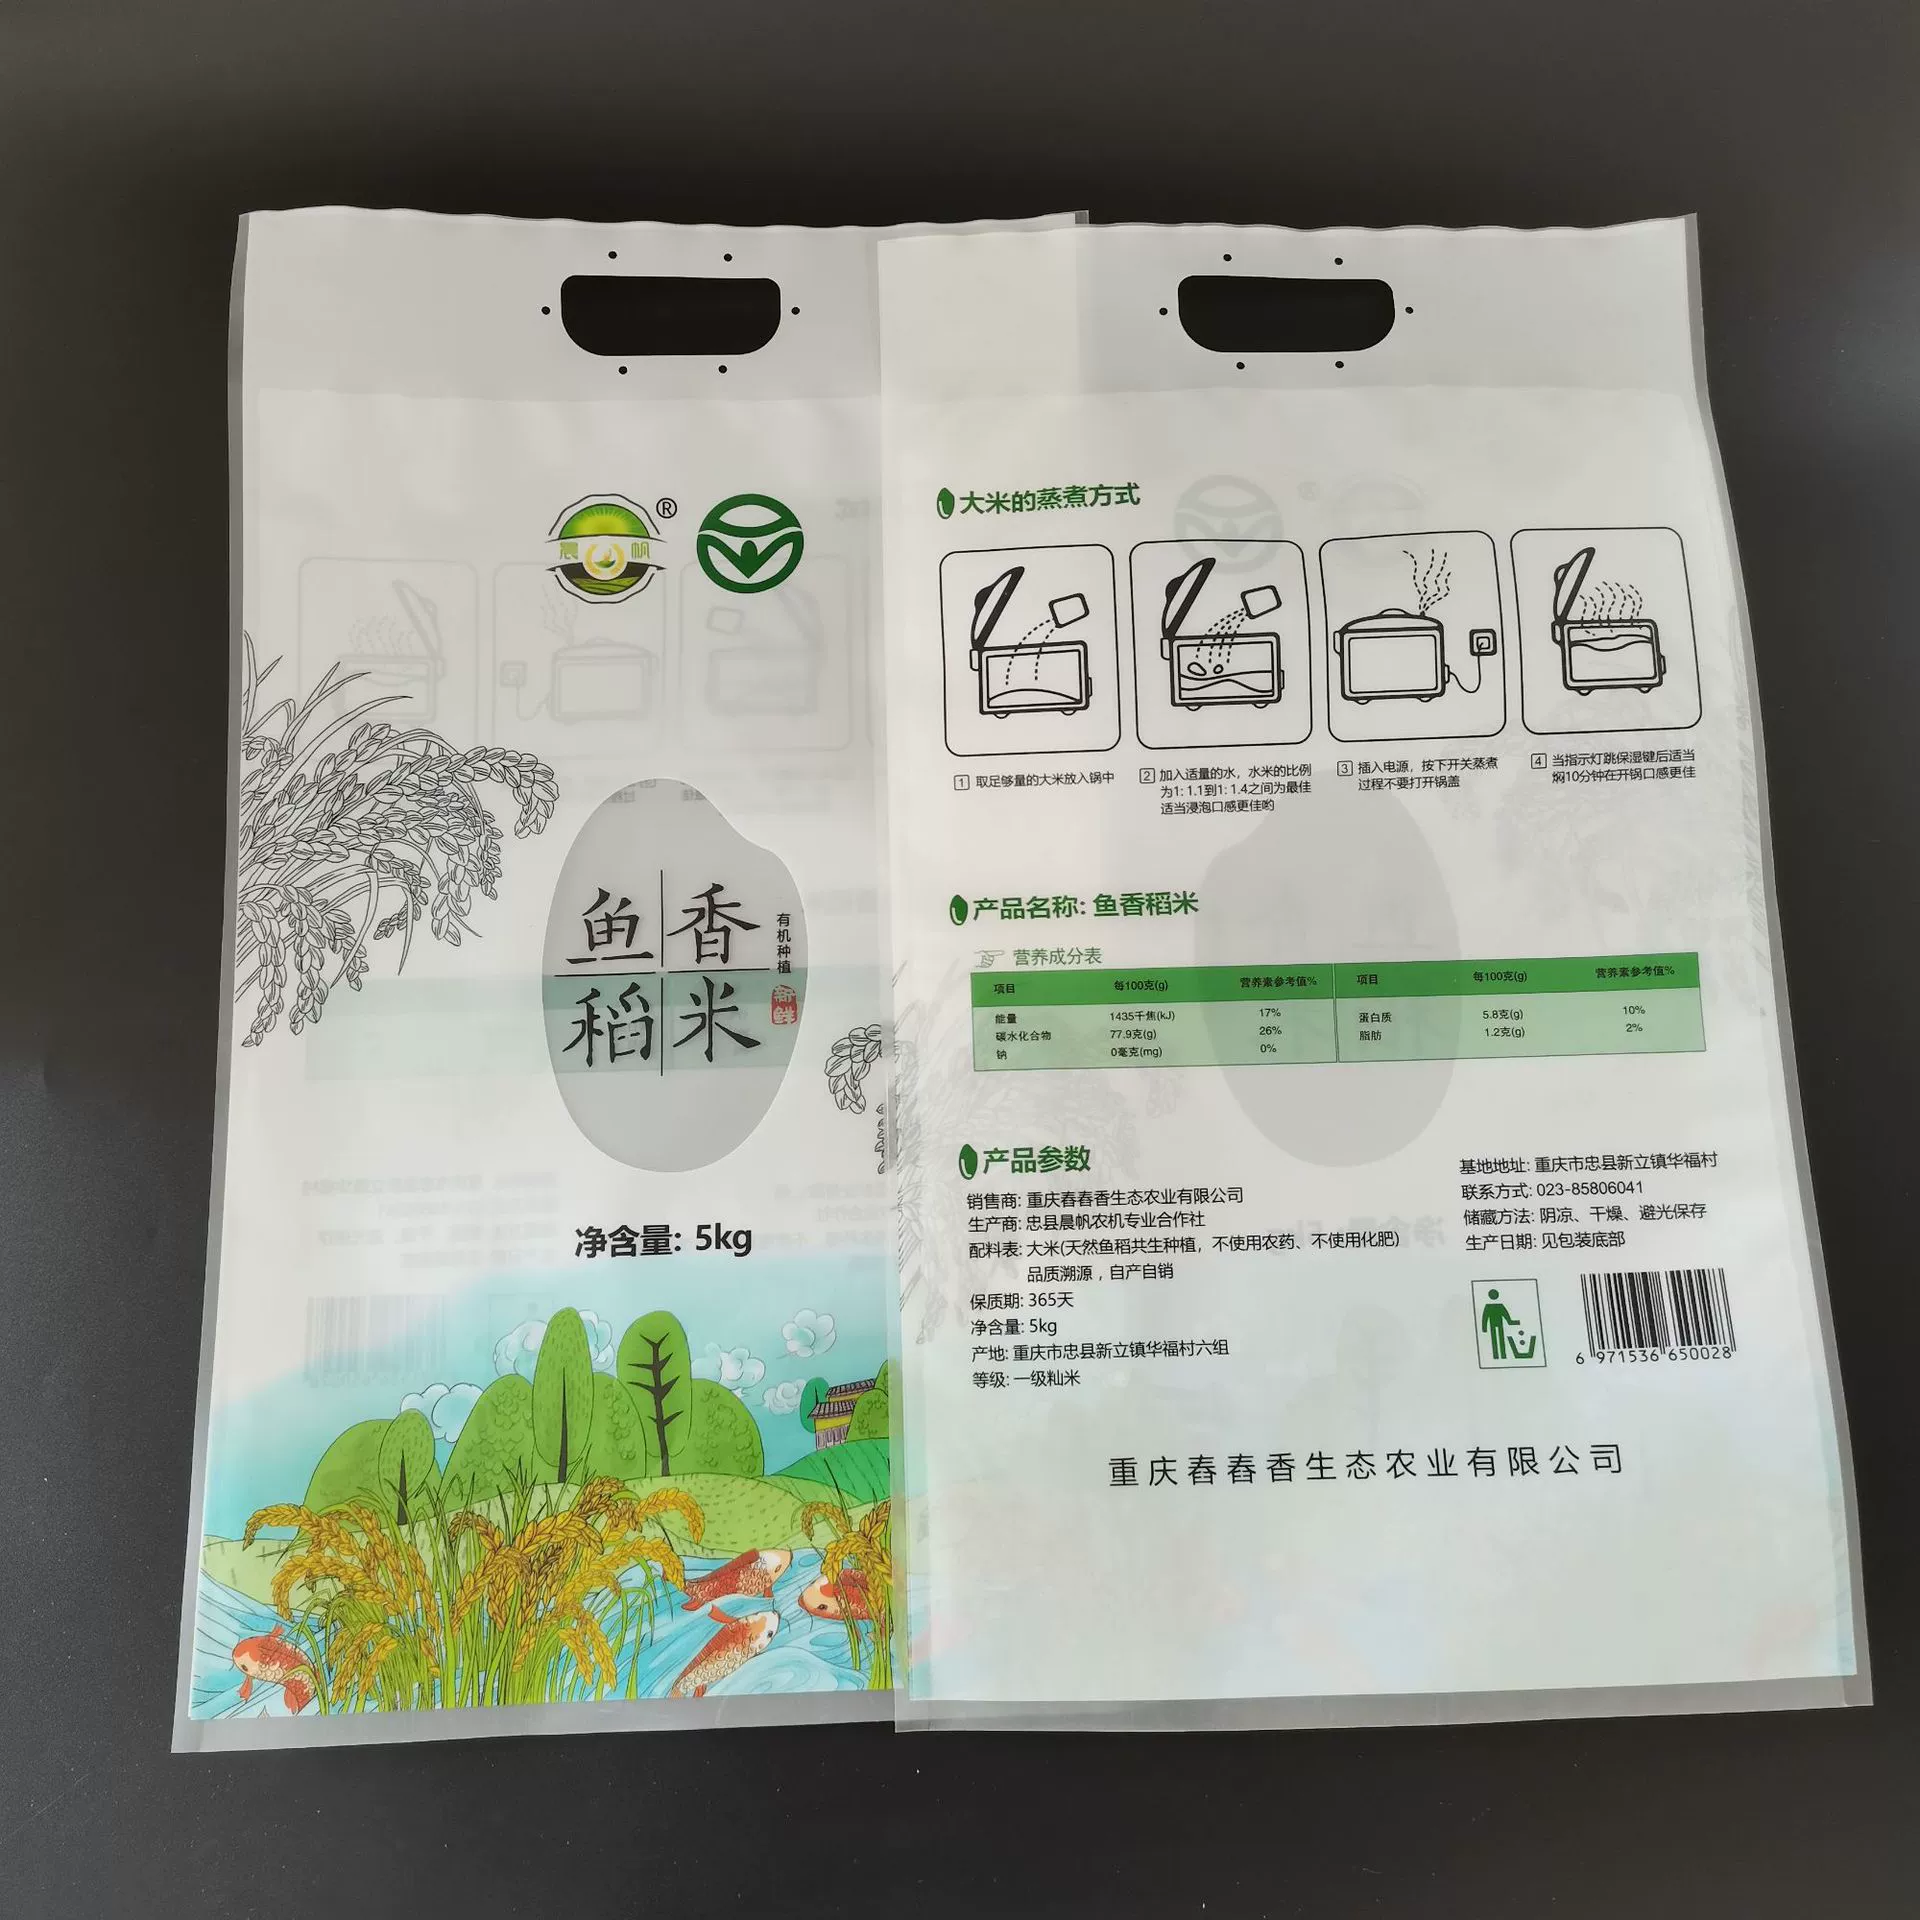 晨 帆 ®
鱼香
稻米
有机种植
新鲜
净含量: 5kg
大米的蒸煮方式
1 取足够量的大米放入锅中
2 加入适量的水，水米的比例
为1: 1.1到1: 1.4之间为最佳
适当浸泡口感更佳哟
3 插入电源，按下开关蒸煮
过程不要打开锅盖
4 当指示灯跳保湿键后适当
焖10分钟在开锅口感更佳
产品名称: 鱼香稻米
营养成分表
项目 每100克(g) 营养素参考值% 项目 每100克(g) 营养素参考值%
能量 1435千焦(kJ) 17% 蛋白质 5.8克(g) 10%
碳水化合物 77.9克(g) 26% 脂肪 1.2克(g) 2%
钠 0毫克(mg) 0%
产品参数
销售商: 重庆舂舂香生态农业有限公司
生产商: 忠县晨帆农机专业合作社
配料表: 大米(天然鱼稻共生种植，不使用农药、不使用化肥)
品质溯源，自产自销
保质期: 365天
净含量: 5kg
产地: 重庆市忠县新立镇华福村六组
等级: 一级籼米
基地地址: 重庆市忠县新立镇华福村
联系方式: 023-85806041
储藏方法: 阴凉、干燥、避光保存
生产日期: 见包装底部
6 971536 650028
重庆舂舂香生态农业有限公司